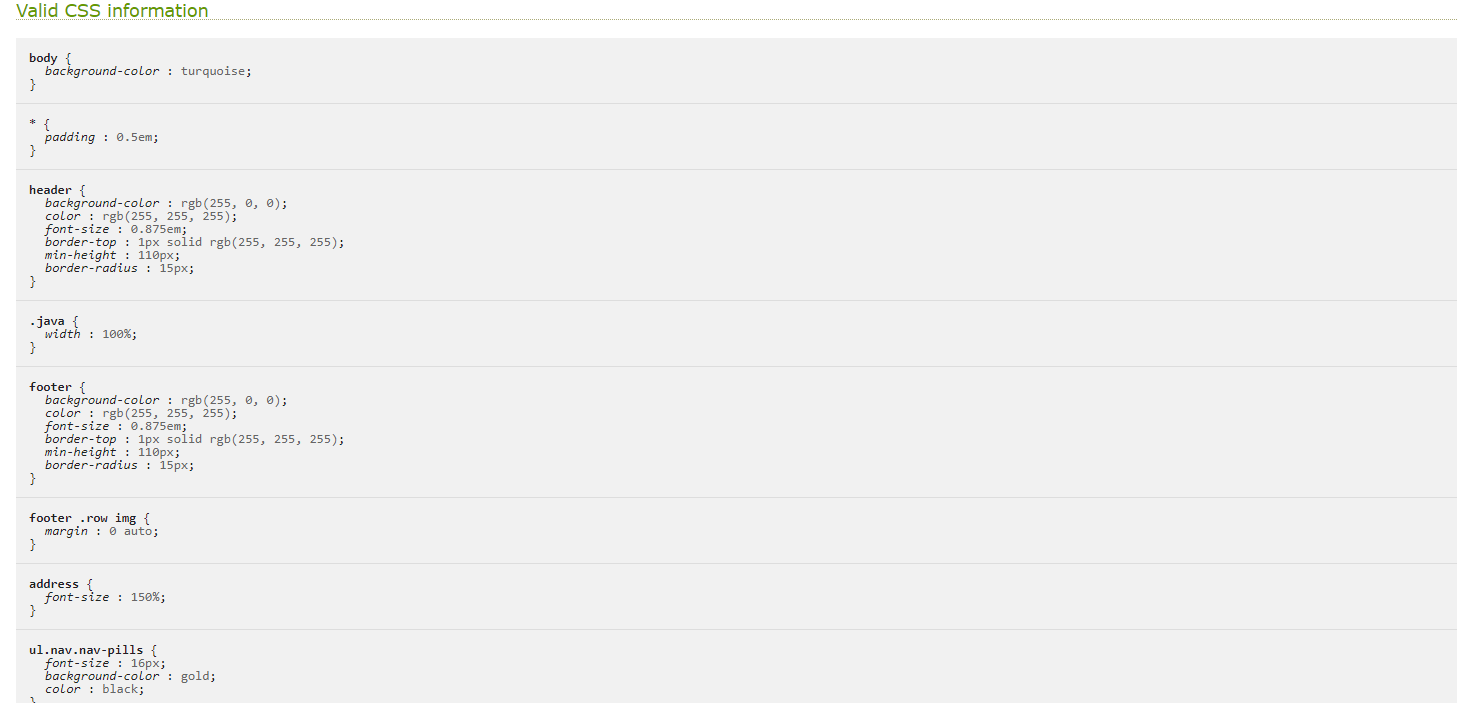 Valid CSS information
body {
background-color : turquoise;
}
* {
padding : 0.5em;
}
header {
background-color : rgb(255, 0, 0);
color : rgb(255, 255, 255);
font-size : 0.875em;
border-top : 1px solid rgb(255, 255, 255);
min-height : 110px;
border-radius : 15px;
}
.java {
width : 100%;
}
footer {
background-color : rgb(255, 0, 0);
color : rgb(255, 255, 255);
font-size : 0.875em;
border-top : 1px solid rgb(255, 255, 255);
min-height : 110px;
border-radius : 15px;
}
footer .row img {
margin : 0 auto;
}
address {
font-size : 150%;
}
ul.nav.nav-pills {
font-size : 16px;
background-color : gold;
color : black;
}